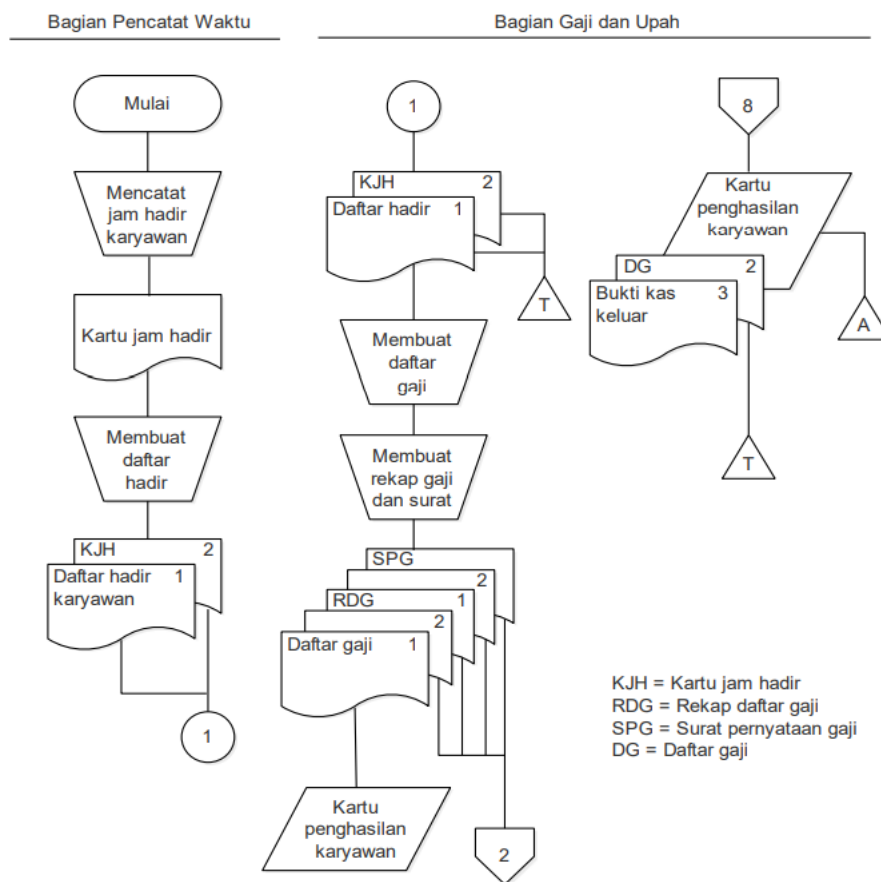 Bagian Pencatat Waktu
Mulai
Mencatat
jam hadir
karyawan
Kartu jam hadir
Membuat
daftar
hadir
KJH 2
Daftar hadir 1
karyawan
1
Bagian Gaji dan Upah
1
KJH 2
Daftar hadir 1
T
Membuat
daftar
gaji
Membuat
rekap gaji
dan surat
SPG
2
RDG 1
2
Daftar gaji 1
Kartu
penghasilan
karyawan
2
8
Kartu
penghasilan
karyawan
DG 2
Bukti kas 3
keluar
A
T
KJH = Kartu jam hadir
RDG = Rekap daftar gaji
SPG = Surat pernyataan gaji
DG = Daftar gaji